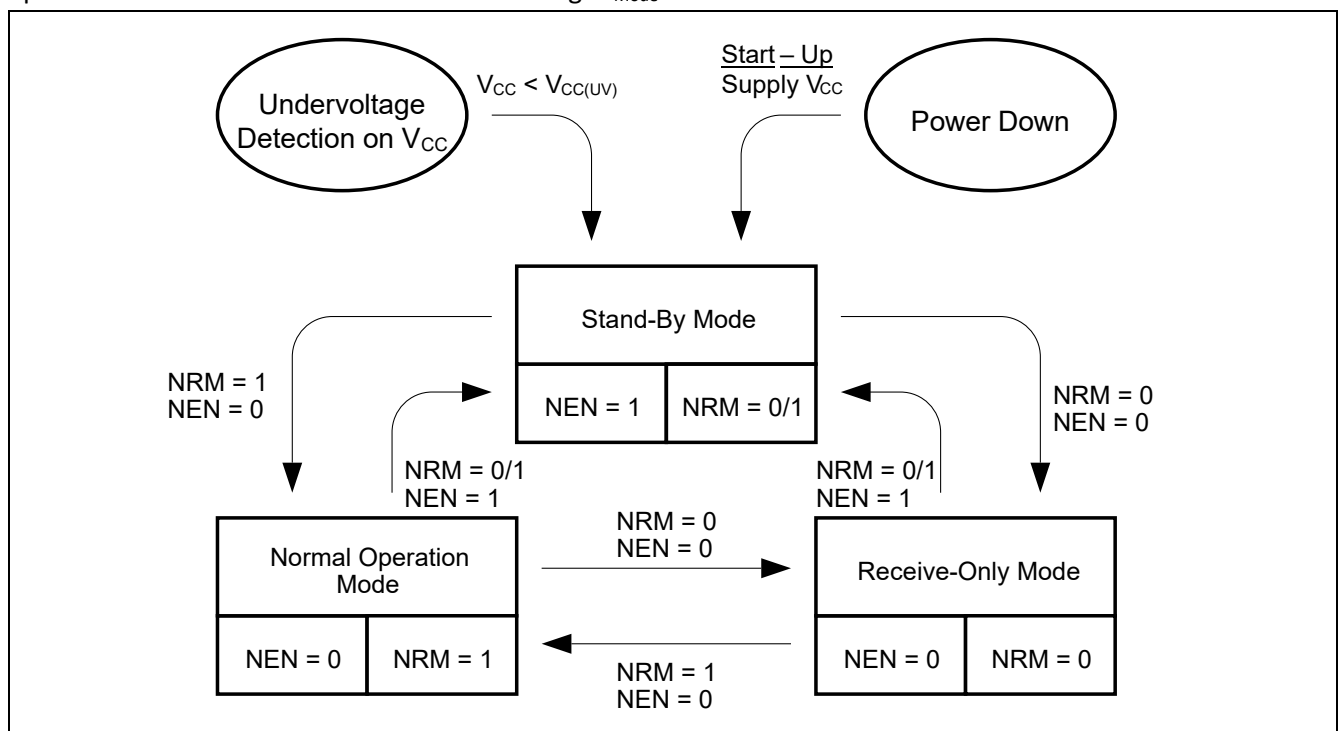 Undervoltage
Detection on VCC
VCC < VCC(UV)
Start – Up
Supply VCC
Power Down
Stand-By Mode
NEN = 1
NRM = 0/1
NRM = 1
NEN = 0
NRM = 0
NEN = 0
NRM = 0/1
NEN = 1
NRM = 0/1
NEN = 1
Normal Operation
Mode
NEN = 0
NRM = 1
NRM = 0
NEN = 0
NRM = 1
NEN = 0
Receive-Only Mode
NEN = 0
NRM = 0